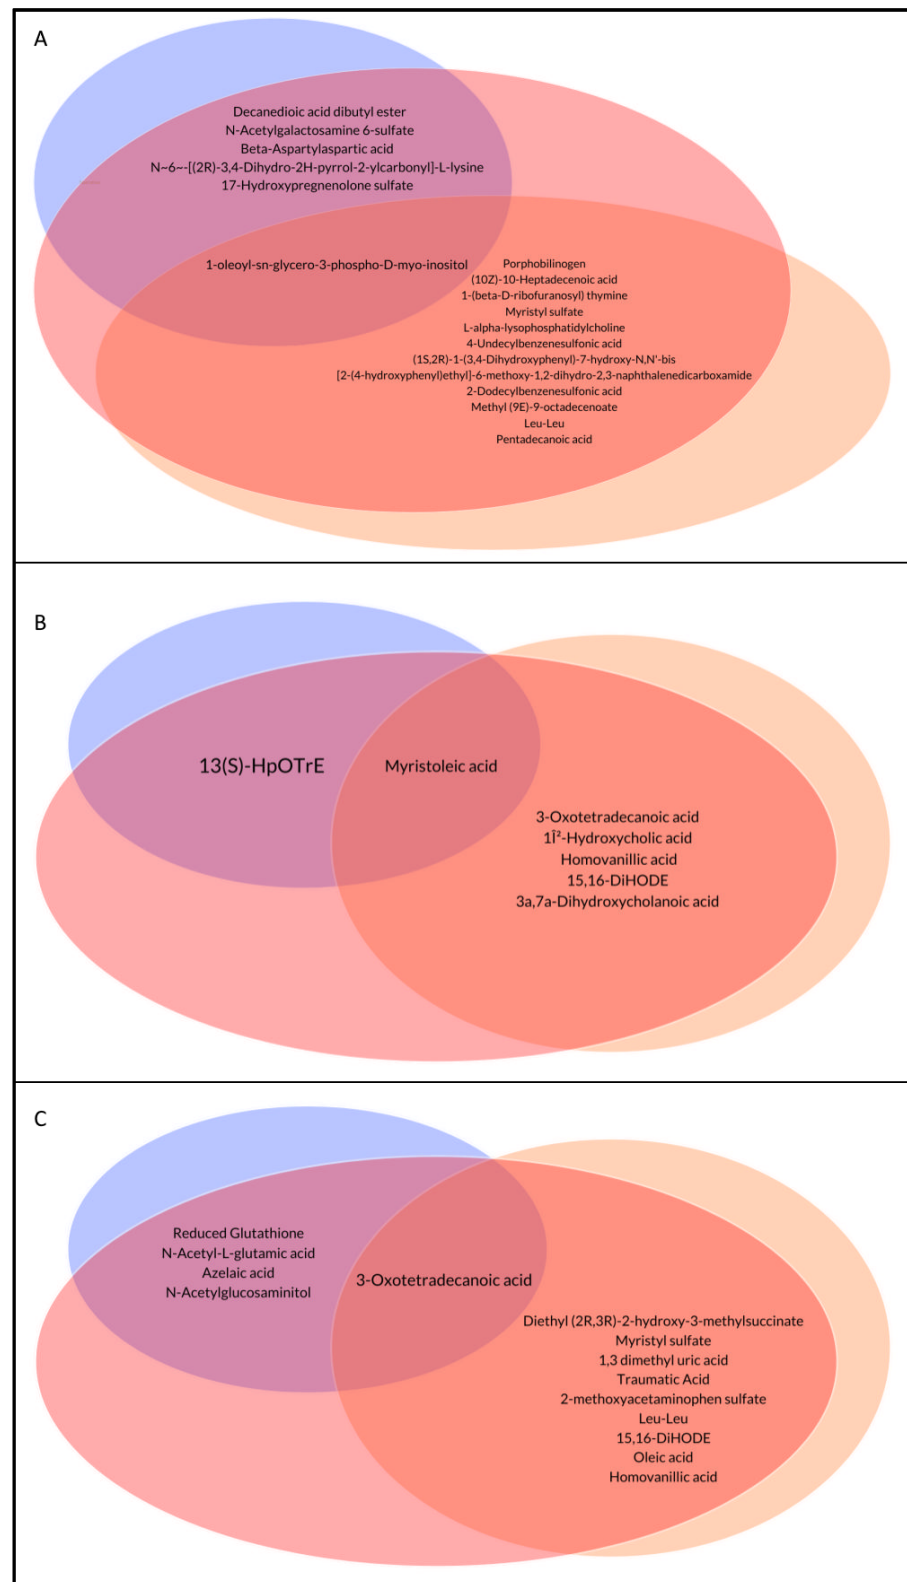 A
Decanedioic acid dibutyl ester
N-Acetylgalactosamine 6-sulfate
Beta-Aspartylaspartic acid
N~6~-[(2R)-3,4-Dihydro-2H-pyrrol-2-ylcarbonyl]-L-lysine
17-Hydroxypregnenolone sulfate
1-oleoyl-sn-glycero-3-phospho-D-myo-inositol
Porphobilinogen
(10Z)-10-Heptadecenoic acid
1-(beta-D-ribofuranosyl) thymine
Myristyl sulfate
L-alpha-lysophosphatidylcholine
4-Undecylbenzenesulfonic acid
(1S,2R)-1-(3,4-Dihydroxyphenyl)-7-hydroxy-N,N'-bis
[2-(4-hydroxyphenyl)ethyl]-6-methoxy-1,2-dihydro-2,3-naphthalenedicarboxamide
2-Dodecylbenzenesulfonic acid
Methyl (9E)-9-octadecenoate
Leu-Leu
Pentadecanoic acid
B
13(S)-HpOTrE
Myristoleic acid
3-Oxotetradecanoic acid
1Î²-Hydroxycholic acid
Homovanillic acid
15,16-DiHODE
3a,7a-Dihydroxycholanoic acid
C
Reduced Glutathione
N-Acetyl-L-glutamic acid
Azelaic acid
N-Acetylglucosaminitol
3-Oxotetradecanoic acid
Diethyl (2R,3R)-2-hydroxy-3-methylsuccinate
Myristyl sulfate
1,3 dimethyl uric acid
Traumatic Acid
2-methoxyacetaminophen sulfate
Leu-Leu
15,16-DiHODE
Oleic acid
Homovanillic acid